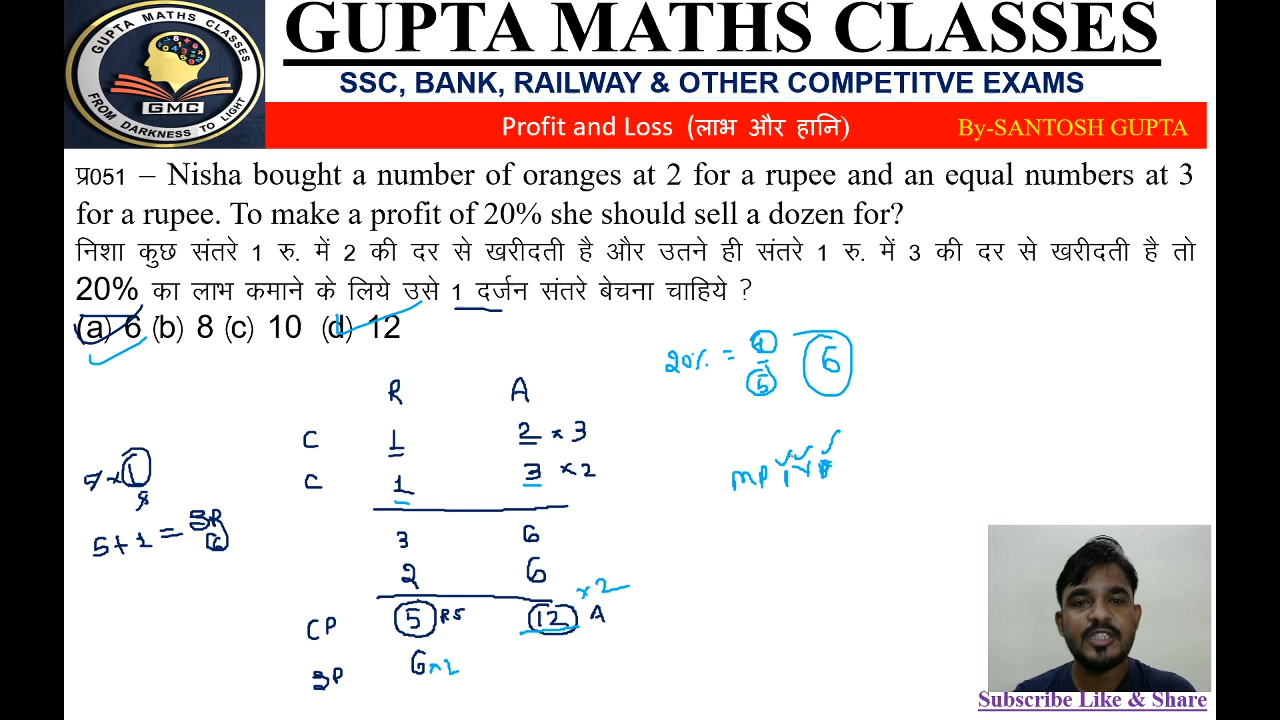 GUPTA MATHS CLASSES
SSC, BANK, RAILWAY & OTHER COMPETITVE EXAMS
Profit and Loss (लाभ और हानि) By-SANTOSH GUPTA
GUPTA MATHS CLASSES
GMC
FROM DARKNESS TO LIGHT
प्र051 – Nisha bought a number of oranges at 2 for a rupee and an equal numbers at 3
for a rupee. To make a profit of 20% she should sell a dozen for?
निशा कुछ संतरे 1 रु. में 2 की दर से खरीदती है और उतने ही संतरे 1 रु. में 3 की दर से खरीदती है तो
20% का लाभ कमाने के लिये उसे 1 दर्जन संतरे बेचना चाहिये ?
(a) 6 (b) 8 (c) 10 (d) 12
20% = 1/5 6
R A
C 1 2 × 3
C 1 3 × 2
3 6
2 6
×2
CP 5 RS 12 A
SP 6×2
5+1=
MP
Subscribe Like & Share